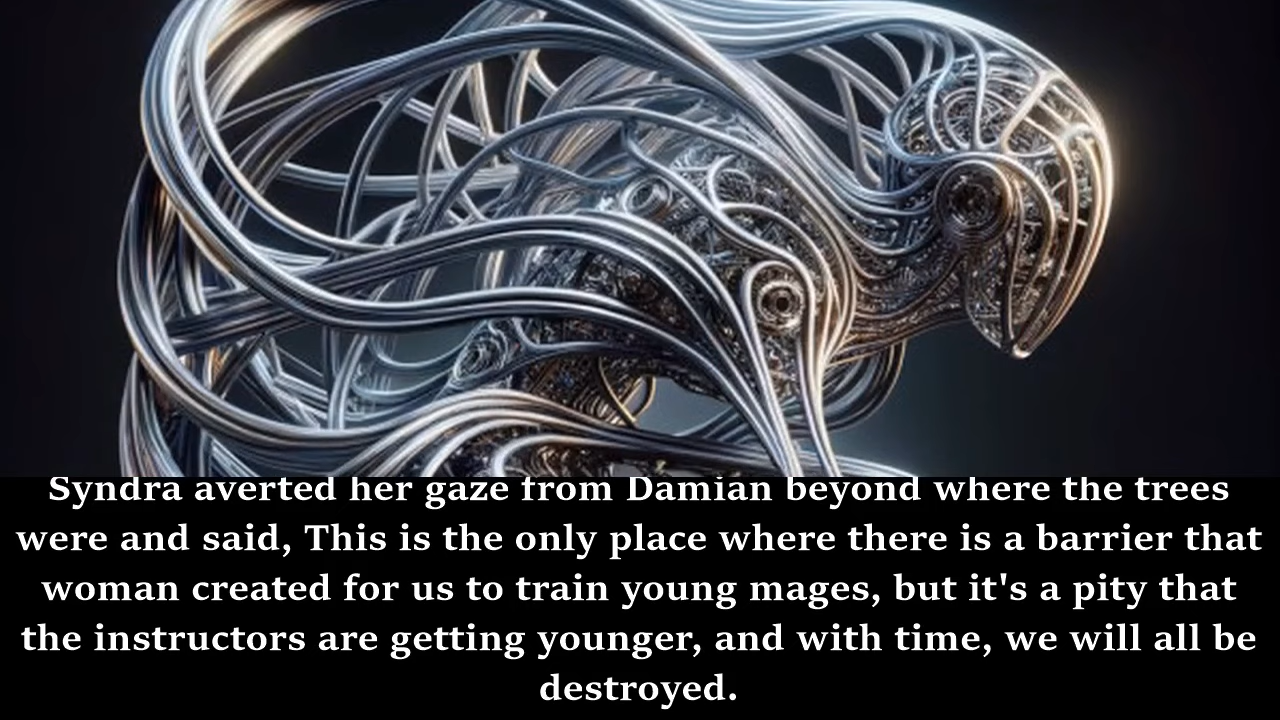 Syndra averted her gaze from Damián beyond where the trees
were and said, This is the only place where there is a barrier that
woman created for us to train young mages, but it's a pity that
the instructors are getting younger, and with time, we will all be
destroyed.